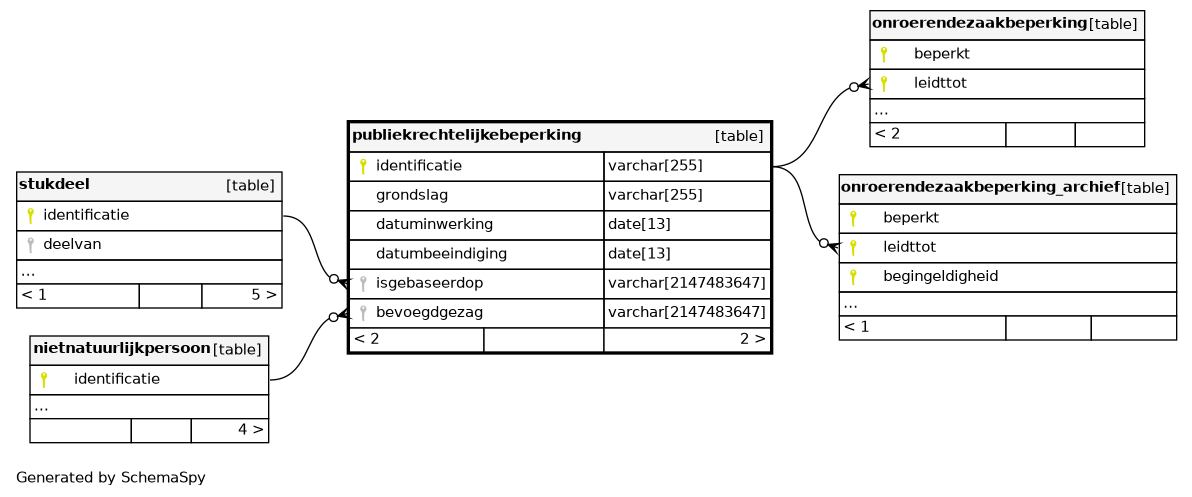 onroerendezaakbeperking [table]
beperkt
leidttot
...
< 2
publiekrechtelijkebeperking [table]
identificatie varchar[255]
grondslag varchar[255]
datuminwerking date[13]
datumbeeindiging date[13]
isgebaseerdop varchar[2147483647]
bevoegdgezag varchar[2147483647]
< 2 2 >
stukdeel [table]
identificatie
deelvan
...
< 1 5 >
onroerendezaakbeperking_archief [table]
beperkt
leidttot
begingeldigheid
...
< 1
nietnatuurlijkpersoon [table]
identificatie
...
4 >
Generated by SchemaSpy